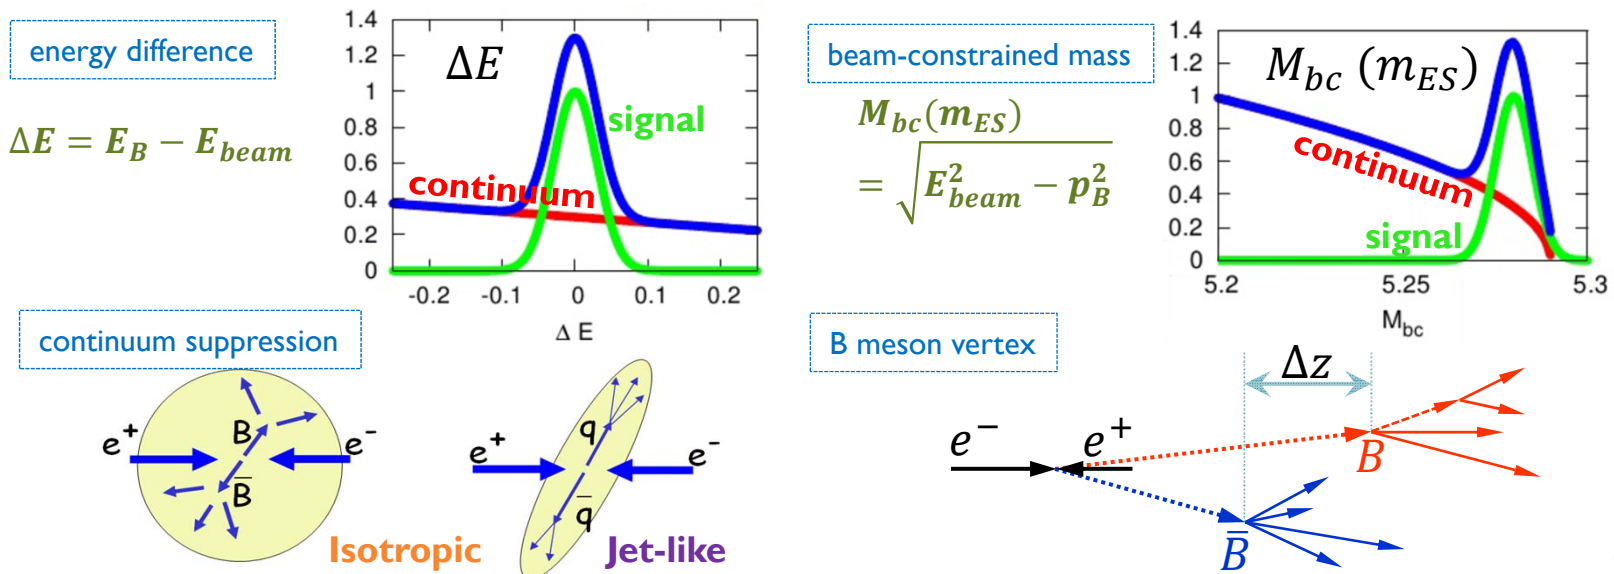 energy difference
ΔE = E_B − E_beam
1.4
1.2
1
0.8
0.6
0.4
0.2
0
ΔE
signal
continuum
-0.2 -0.1 0 0.1 0.2
Δ E
beam-constrained mass
M_bc(m_ES)
= √(E²_beam − p²_B)
1.4
1.2
1
0.8
0.6
0.4
0.2
0
M_bc (m_ES)
continuum
signal
5.2 5.25 5.3
M_bc
continuum suppression
e⁺ B e⁻
B̄
Isotropic
e⁺ q e⁻
q̄
Jet-like
B meson vertex
Δz
e⁻ e⁺
B
B̄